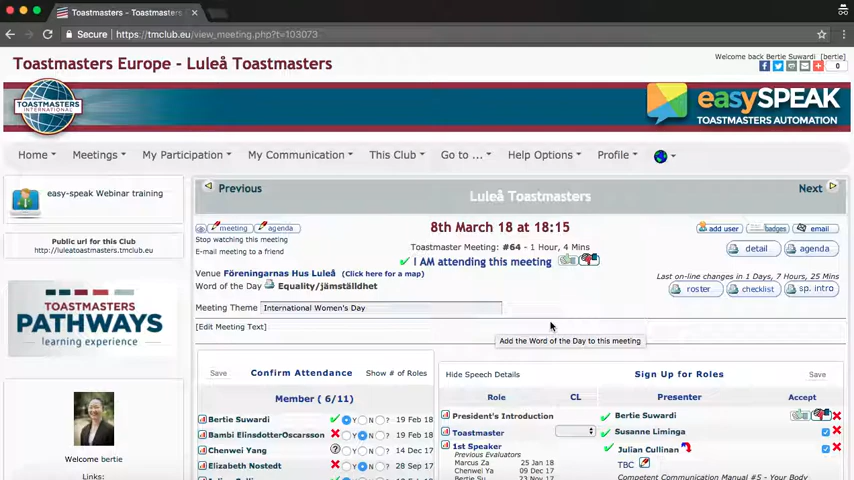 Toastmasters - Toastmasters
Secure https://tmclub.eu/view_meeting.php?t=103073
Welcome back Bertie Suwardi [bertie]
Toastmasters Europe - Luleå Toastmasters
0
TOASTMASTERS
INTERNATIONAL
easySPEAK
TOASTMASTERS AUTOMATION
Home Meetings My Participation My Communication This Club Go to ... Help Options Profile
easy-speak Webinar training
Public url for this Club
http://luleatoastmasters.tmclub.eu
TOASTMASTERS
PATHWAYS
learning experience
Welcome bertie
Links:
Previous
Luleå Toastmasters
Next
meeting agenda
8th March 18 at 18:15
add user badges email
Stop watching this meeting
Toastmaster Meeting: #64 - 1 Hour, 4 Mins
detail agenda
E-mail meeting to a friend
I AM attending this meeting
Venue Föreningarnas Hus Luleå (Click here for a map)
Last on-line changes in 1 Days, 7 Hours, 25 Mins
Word of the Day Equality/jämställdhet
roster checklist sp. intro
Meeting Theme International Women's Day
[Edit Meeting Text]
Add the Word of the Day to this meeting
Save Confirm Attendance Show # of Roles
Member ( 6/11)
Bertie Suwardi Y N ? 19 Feb 18
Bambi ElinsdotterOscarsson Y N ? 19 Feb 18
Chenwei Yang ? Y N ? 14 Dec 17
Elizabeth Nostedt Y N ? 28 Sep 17
Hide Speech Details Sign Up for Roles Save
Role CL Presenter Accept
President's Introduction Bertie Suwardi
Toastmaster Susanne Liminga
1st Speaker Julian Cullinan
Previous Evaluators
Marcus Za 25 Jan 18
TBC
Chenwei Ya 09 Dec 17
Competent Communication Manual #5 - Your Body